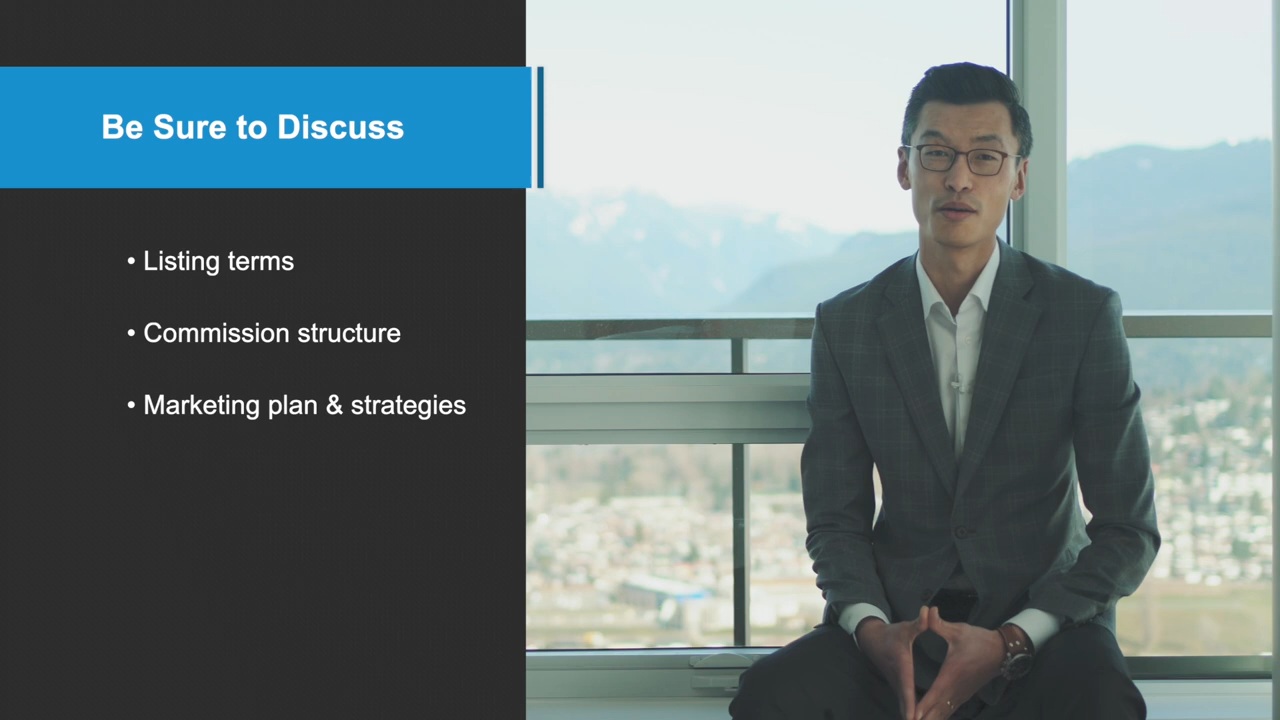 Be Sure to Discuss
• Listing terms
• Commission structure
• Marketing plan & strategies